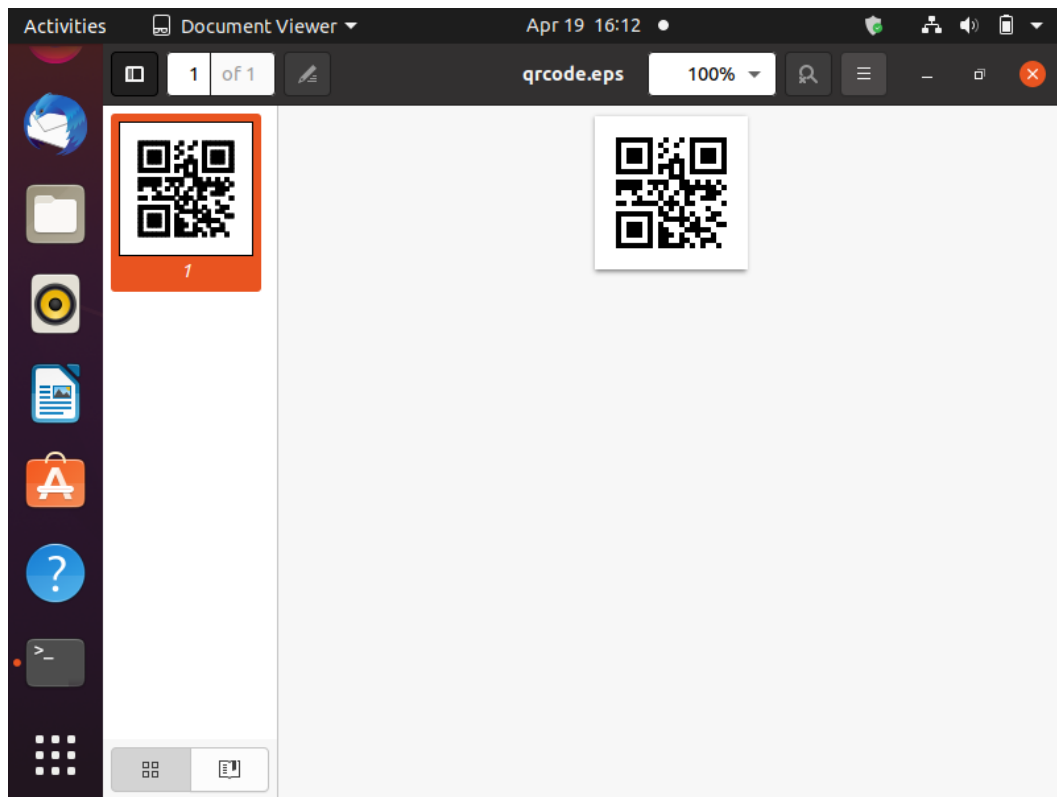 Activities Document Viewer Apr 19 16:12
1 of 1 qrcode.eps 100%
1
A
?
>_